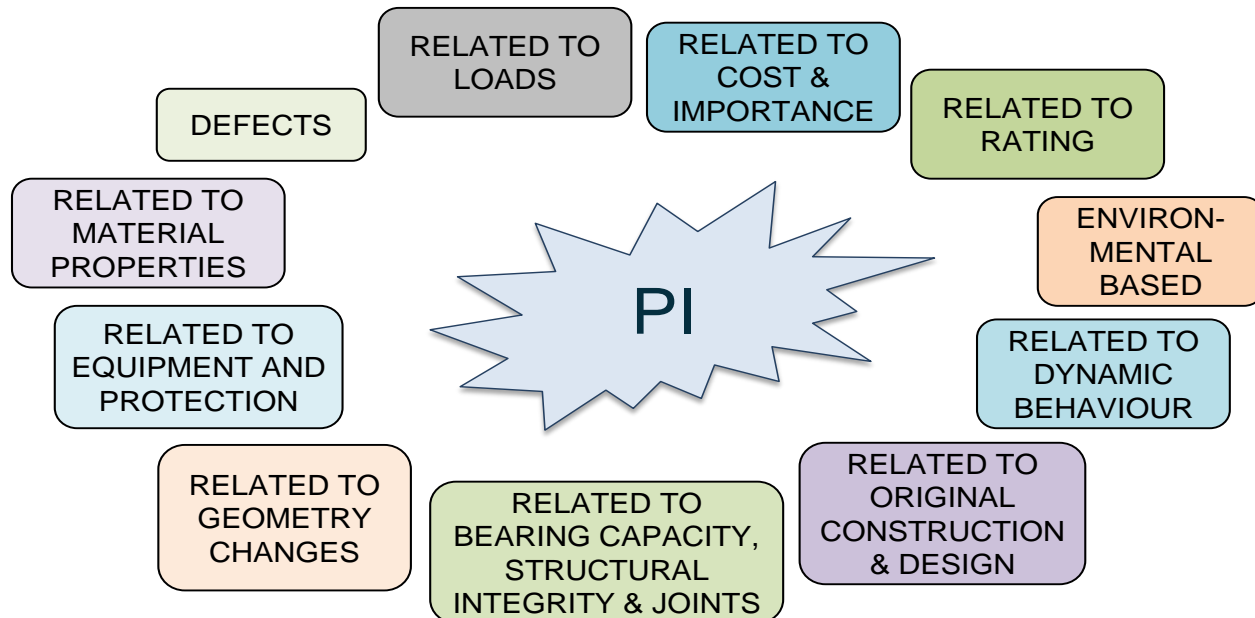 RELATED TO
LOADS
RELATED TO
COST &
IMPORTANCE
RELATED TO
RATING
DEFECTS
RELATED TO
MATERIAL
PROPERTIES
ENVIRON-
MENTAL
BASED
PI
RELATED TO
EQUIPMENT AND
PROTECTION
RELATED TO
DYNAMIC
BEHAVIOUR
RELATED TO
GEOMETRY
CHANGES
RELATED TO
BEARING CAPACITY,
STRUCTURAL
INTEGRITY & JOINTS
RELATED TO
ORIGINAL
CONSTRUCTION
& DESIGN